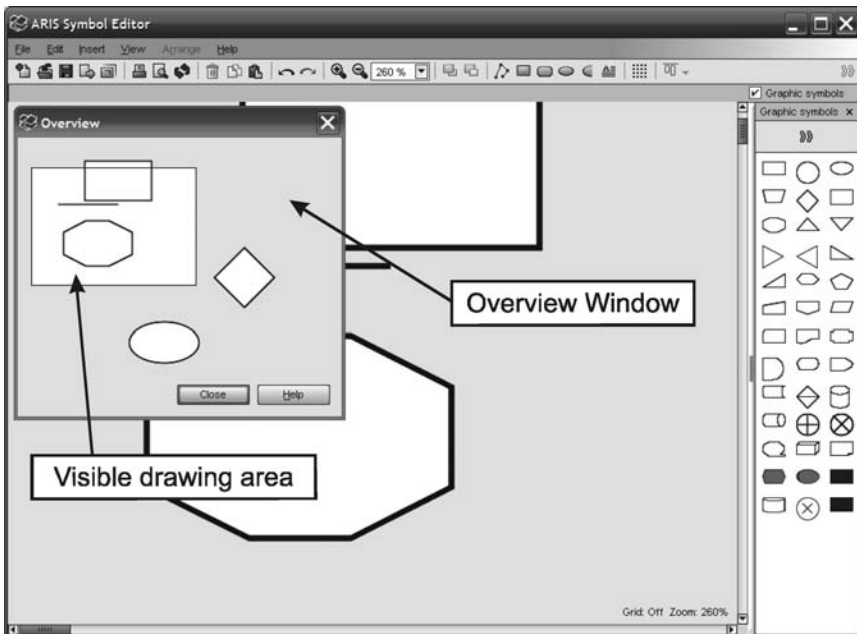 ARIS Symbol Editor
File Edit Insert View Arrange Help
260 %
Graphic symbols
Graphic symbols x
Overview
Overview Window
Close Help
Visible drawing area
Grid: Off Zoom: 260%